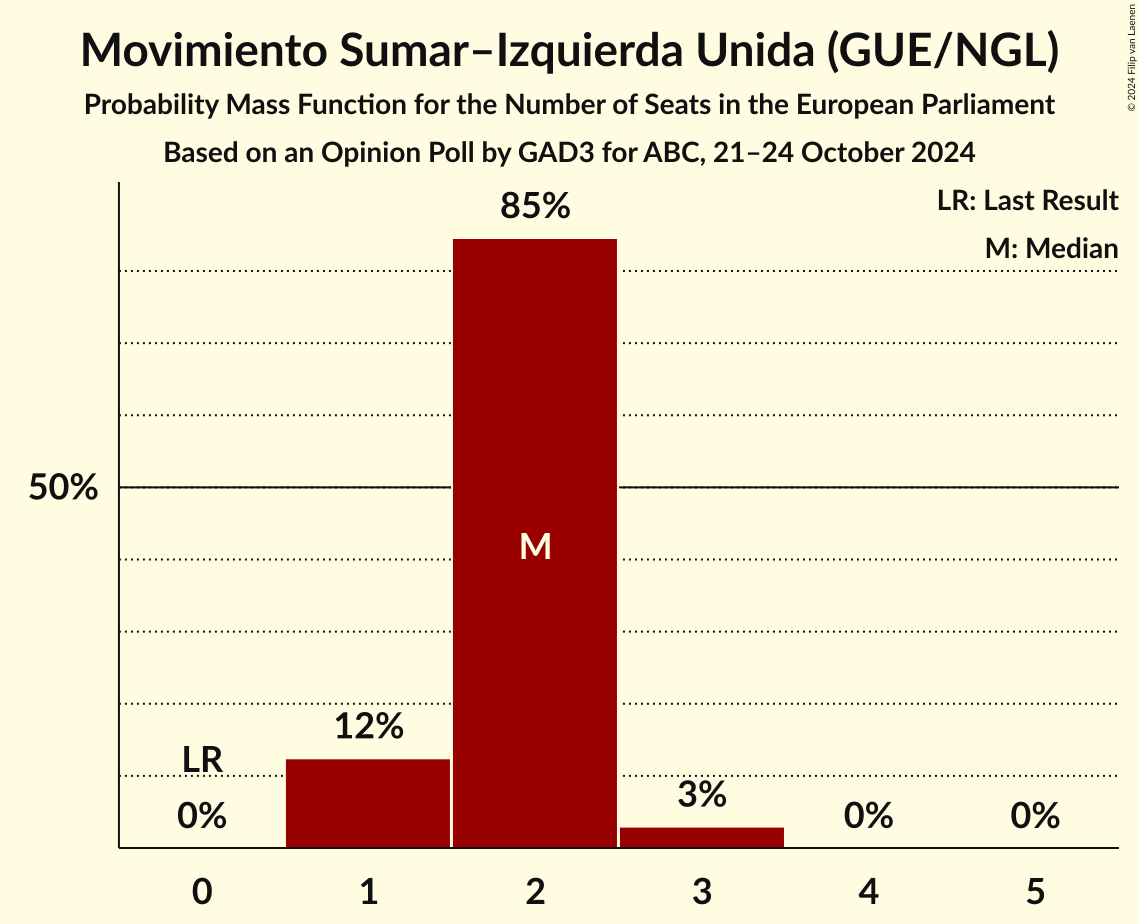 Movimiento Sumar–Izquierda Unida (GUE/NGL)
Probability Mass Function for the Number of Seats in the European Parliament
Based on an Opinion Poll by GAD3 for ABC, 21–24 October 2024
© 2024 Filip van Laenen
LR: Last Result
M: Median
85%
50%
M
12%
LR
3%
0%
0%
0%
0 1 2 3 4 5